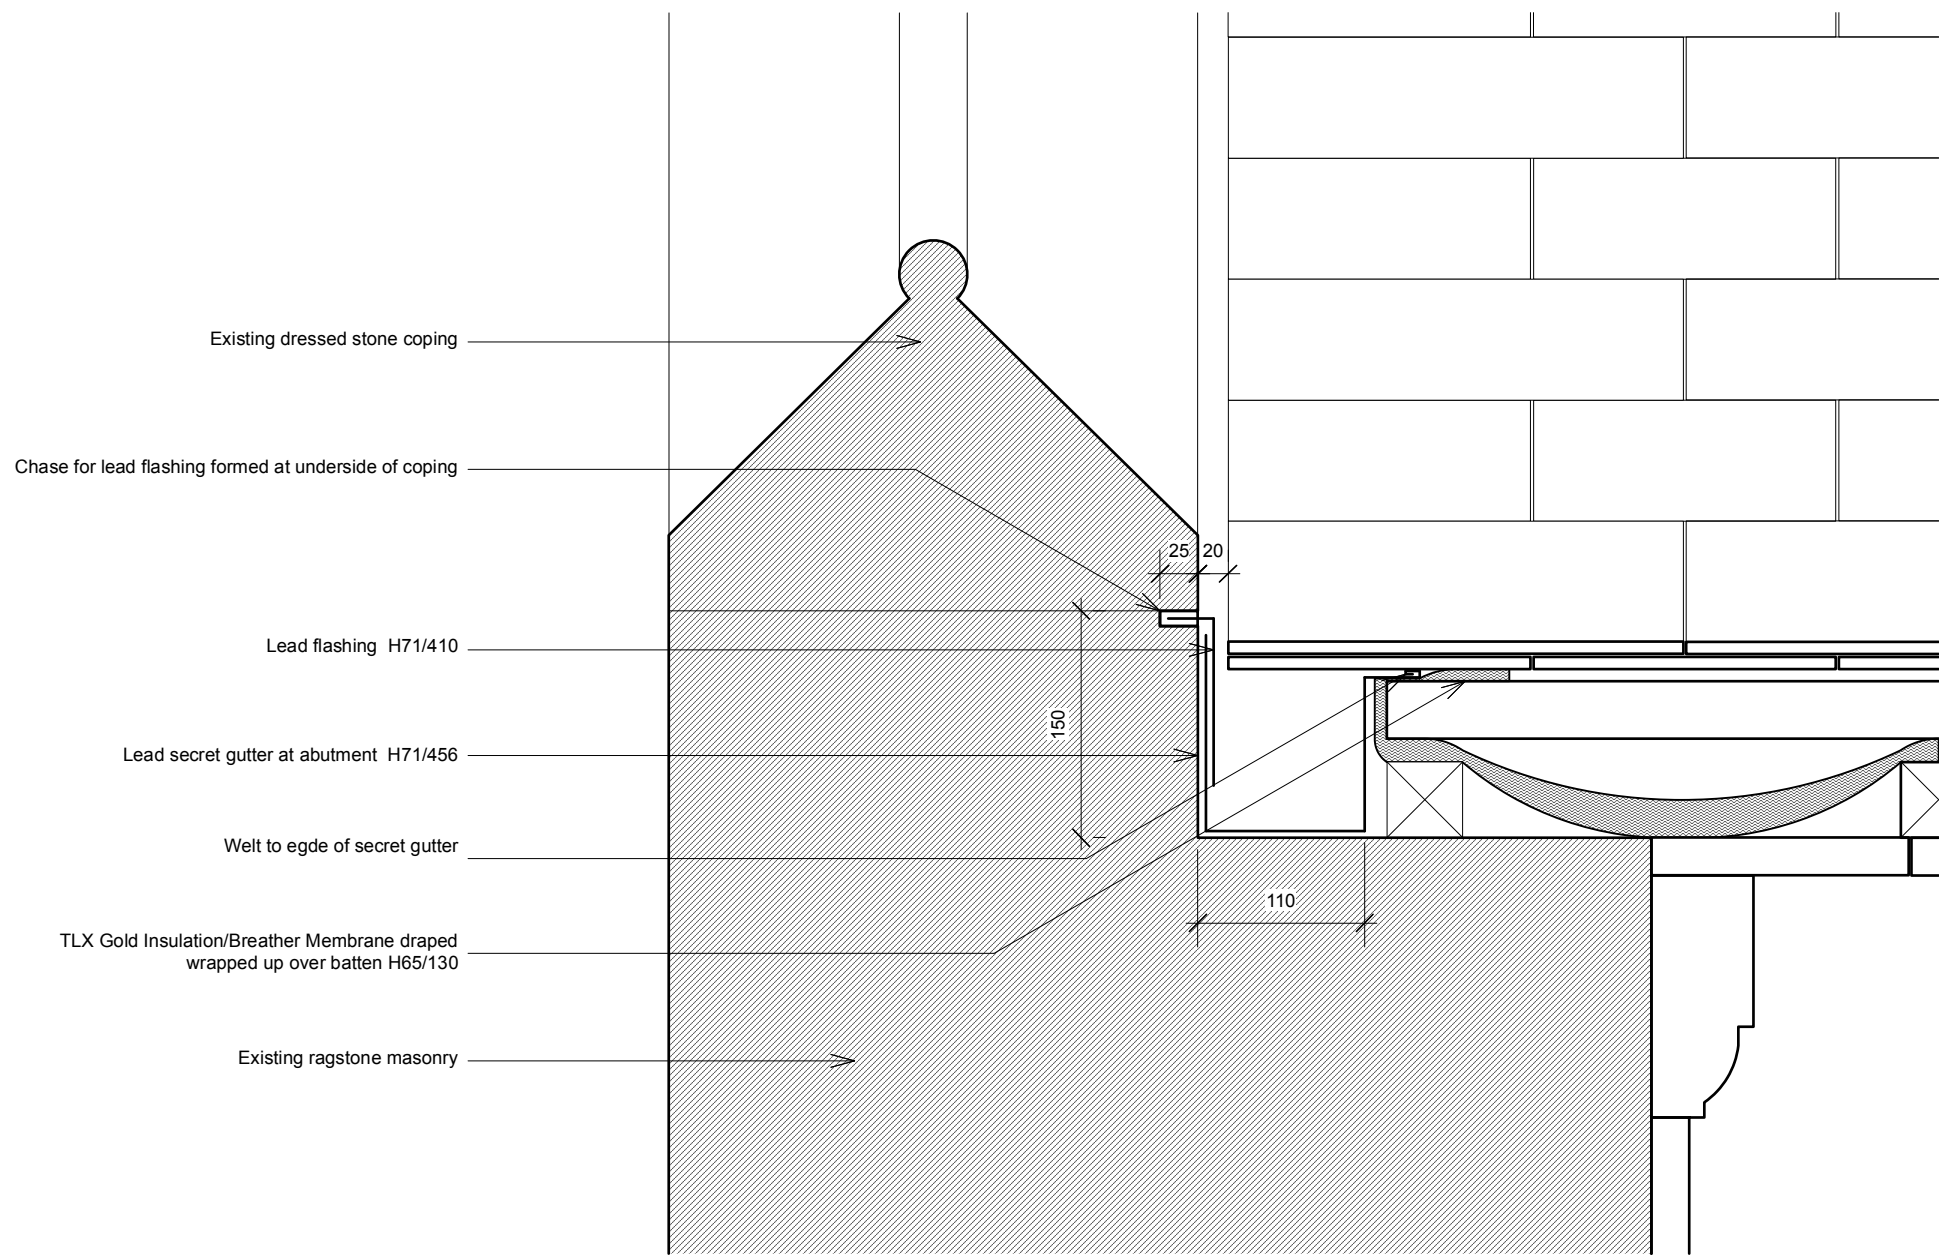 Existing dressed stone coping
Chase for lead flashing formed at underside of coping
25 20
Lead flashing H71/410
150
Lead secret gutter at abutment H71/456
Welt to egde of secret gutter
110
TLX Gold Insulation/Breather Membrane draped
wrapped up over batten H65/130
Existing ragstone masonry